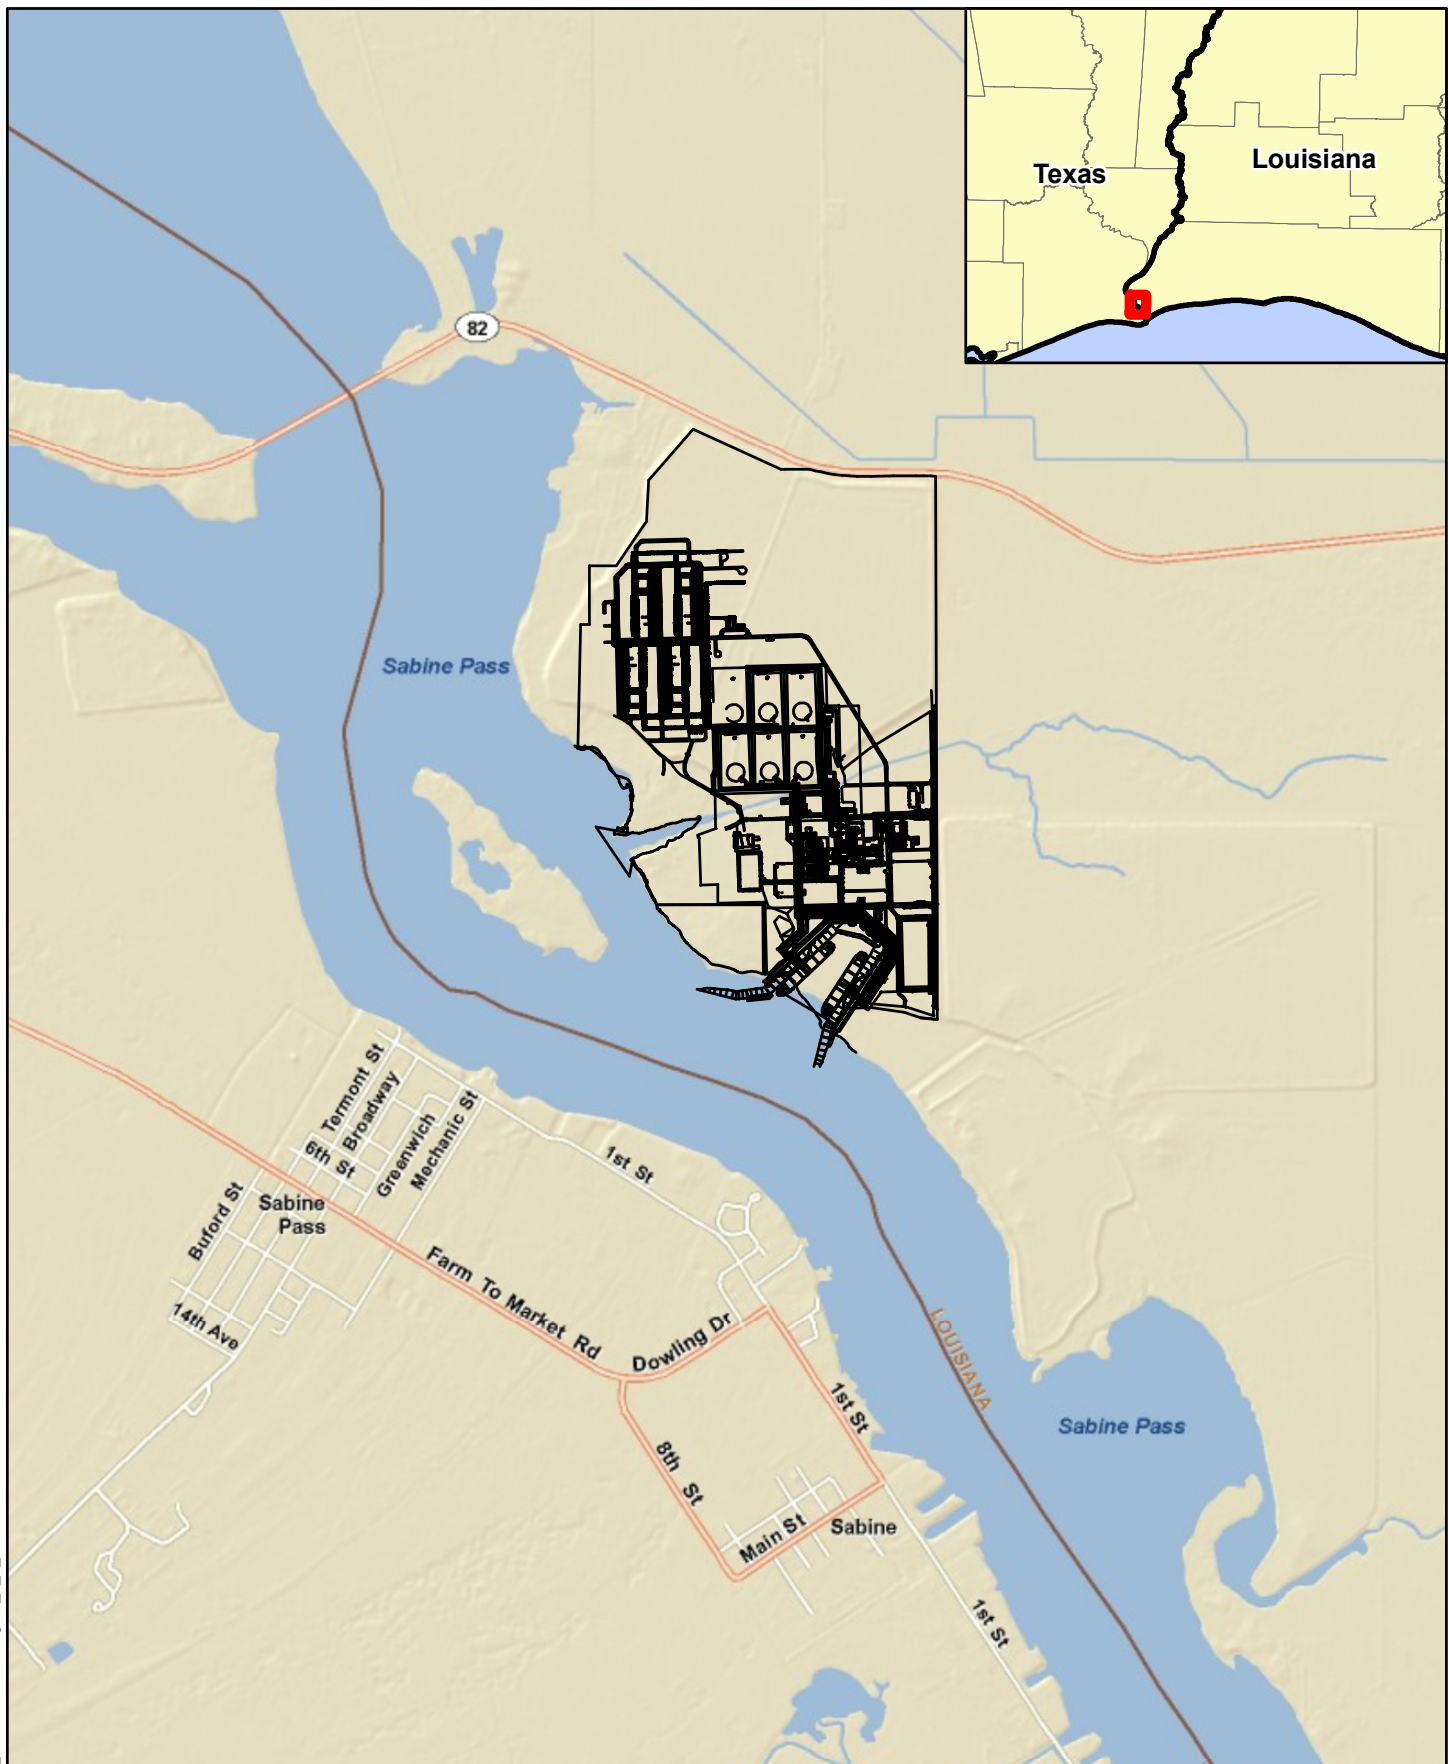 Texas
Louisiana
82
Sabine Pass
Termont St
Broadway
6th St
Greenwich
Mechanic St
1st St
Buford St
Sabine
Pass
Farm To Market Rd
14th Ave
Dowling Dr
LOUISIANA
1st St
Sabine Pass
8th St
Main St
Sabine
1st St